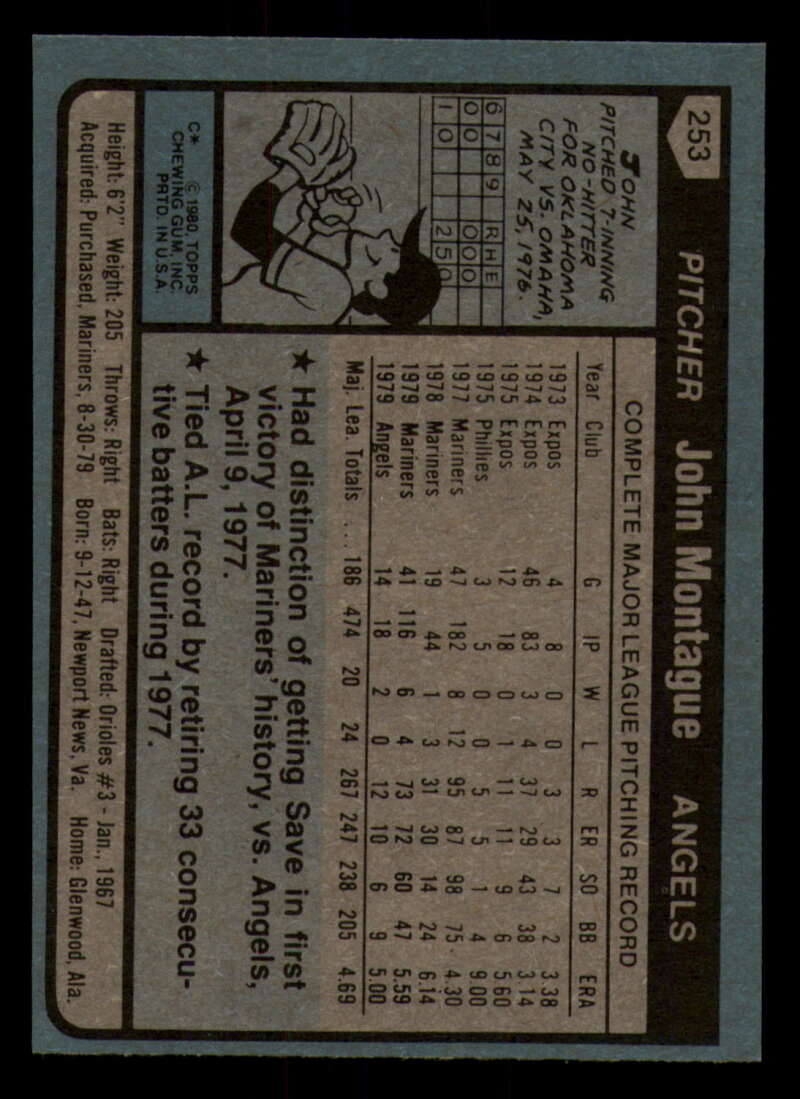 253 PITCHER John Montague ANGELS
JOHN
PITCHED 7-INNING
NO-HITTER
FOR OKLAHOMA
CITY VS. OMAHA,
MAY 25, 1976.
6 7 8 9 R H E
0 0 0 0 0
1 0 2 5 0
C* © 1980, TOPPS
CHEWING GUM, INC.
PRTD. IN U.S.A.
COMPLETE MAJOR LEAGUE PITCHING RECORD
Year Club G IP W L R ER SO BB ERA
1973 Expos 4 8 0 0 3 3 7 2 3.38
1974 Expos 46 83 3 4 37 29 43 38 3.14
1975 Expos 12 18 0 1 11 11 9 6 5.60
1975 Phillies 3 5 0 0 5 5 1 4 9.00
1977 Mariners 47 182 8 12 95 87 98 75 4.30
1978 Mariners 19 44 1 3 31 30 14 24 6.14
1979 Mariners 41 116 6 4 73 72 60 47 5.59
1979 Angels 14 18 2 0 12 10 6 9 5.00
Maj. Lea. Totals .... 186 474 20 24 267 247 238 205 4.69
★ Had distinction of getting Save in first
victory of Mariners' history, vs. Angels,
April 9, 1977.
★ Tied A.L. record by retiring 33 consecu-
tive batters during 1977.
Height: 6'2" Weight: 205 Throws: Right Bats: Right Drafted: Orioles #3 - Jan., 1967
Acquired: Purchased, Mariners, 8-30-79 Born: 9-12-47, Newport News, Va. Home: Glenwood, Ala.